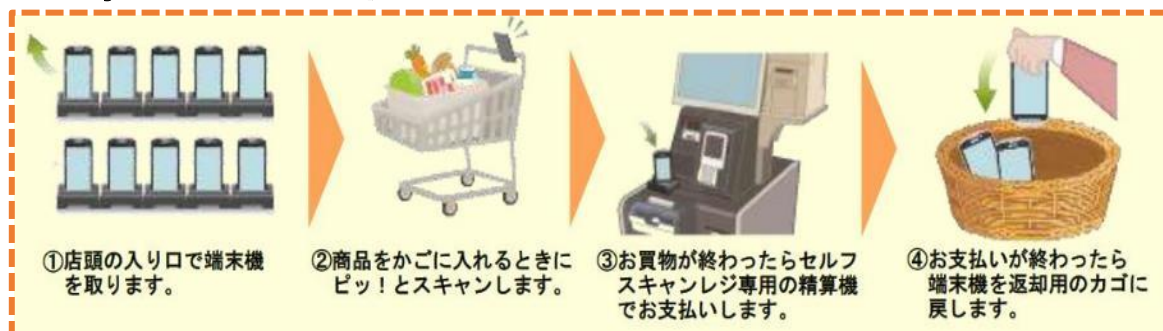 ①店頭の入り口で端末機
を取ります。
②商品をかごに入れるときに
ピッ！とスキャンします。
③お買物が終わったらセルフ
スキャンレジ専用の精算機
でお支払いします。
④お支払いが終わったら
端末機を返却用のカゴに
戻します。